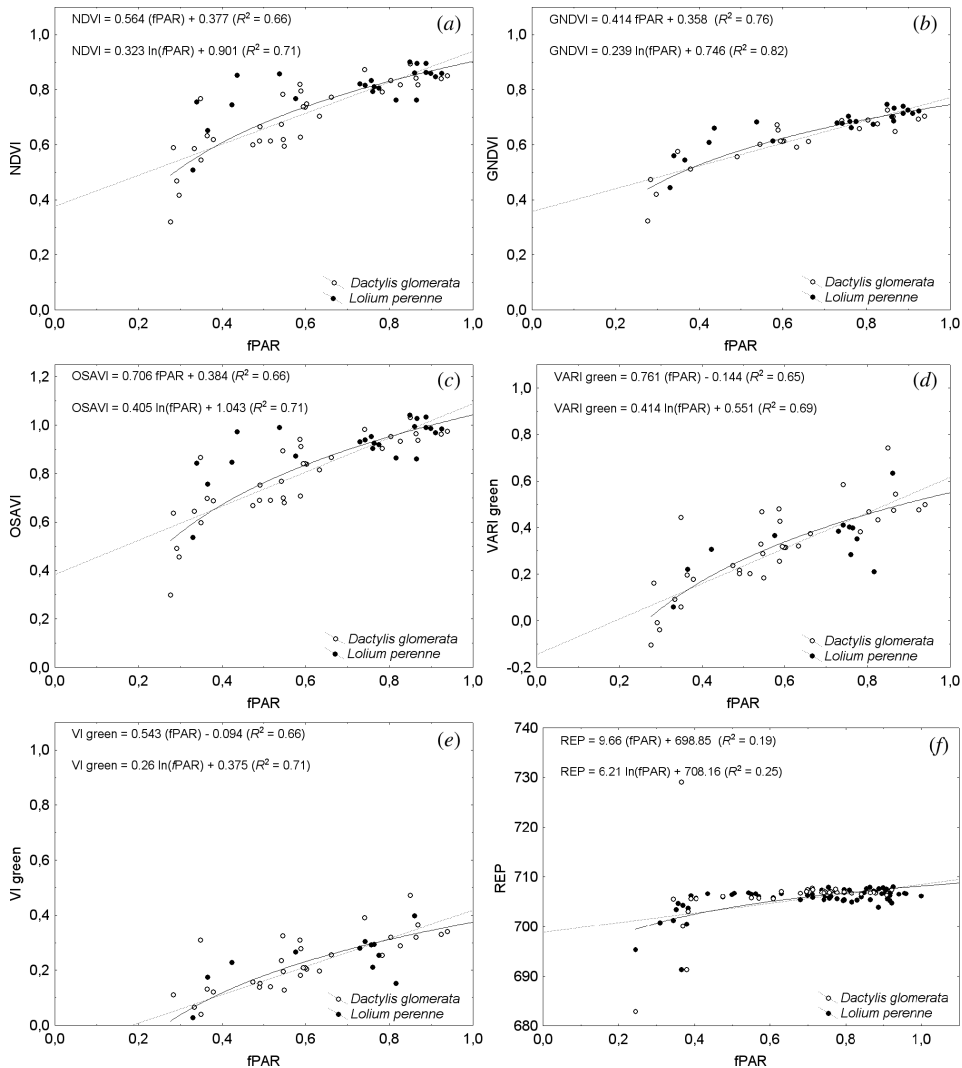 NDVI = 0.564 (fPAR) + 0.377 (R² = 0.66)
(a)
NDVI = 0.323 ln(fPAR) + 0.901 (R² = 0.71)
1,0
0,8
0,6
0,4
0,2
0,0
NDVI
Dactylis glomerata
Lolium perenne
0,0 0,2 0,4 0,6 0,8 1,0
fPAR
GNDVI = 0.414 fPAR + 0.358 (R² = 0.76)
(b)
GNDVI = 0.239 ln(fPAR) + 0.746 (R² = 0.82)
1,0
0,8
0,6
0,4
0,2
0,0
GNDVI
Dactylis glomerata
Lolium perenne
0,0 0,2 0,4 0,6 0,8 1,0
fPAR
OSAVI = 0.706 fPAR + 0.384 (R² = 0.66)
(c)
OSAVI = 0.405 ln(fPAR) + 1.043 (R² = 0.71)
1,2
1,0
0,8
0,6
0,4
0,2
0,0
OSAVI
Dactylis glomerata
Lolium perenne
0,0 0,2 0,4 0,6 0,8 1,0
fPAR
VARI green = 0.761 (fPAR) - 0.144 (R² = 0.65)
(d)
VARI green = 0.414 ln(fPAR) + 0.551 (R² = 0.69)
1,0
0,8
0,6
0,4
0,2
0,0
-0,2
VARI green
Dactylis glomerata
Lolium perenne
0,0 0,2 0,4 0,6 0,8 1,0
fPAR
VI green = 0.543 (fPAR) - 0.094 (R² = 0.66)
(e)
VI green = 0.26 ln(fPAR) + 0.375 (R² = 0.71)
1,0
0,8
0,6
0,4
0,2
0,0
VI green
Dactylis glomerata
Lolium perenne
0,0 0,2 0,4 0,6 0,8 1,0
fPAR
REP = 9.66 (fPAR) + 698.85 (R² = 0.19)
(f)
REP = 6.21 ln(fPAR) + 708.16 (R² = 0.25)
740
730
720
710
700
690
680
REP
Dactylis glomerata
Lolium perenne
0,0 0,2 0,4 0,6 0,8 1,0
fPAR